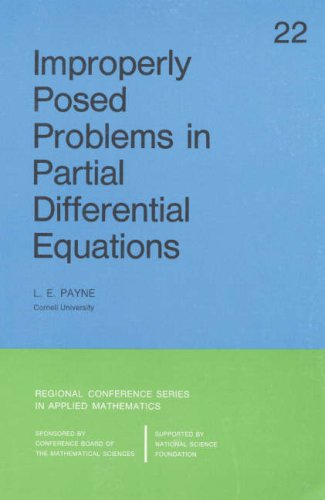 22
Improperly
Posed
Problems in
Partial
Differential
Equations
L. E. PAYNE
Cornell University
REGIONAL CONFERENCE SERIES
IN APPLIED MATHEMATICS
SPONSORED BY
CONFERENCE BOARD OF
THE MATHEMATICAL SCIENCES
SUPPORTED BY
NATIONAL SCIENCE
FOUNDATION